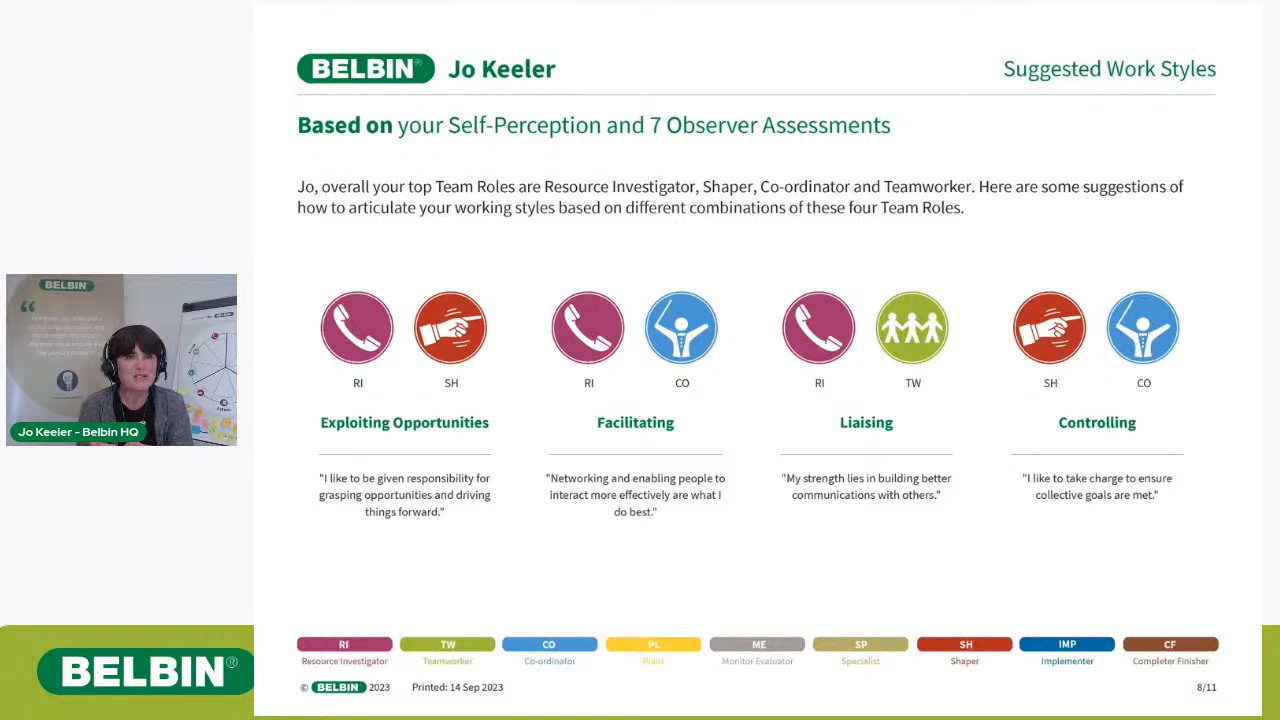 BELBIN® Jo Keeler
Suggested Work Styles
Based on your Self-Perception and 7 Observer Assessments
Jo, overall your top Team Roles are Resource Investigator, Shaper, Co-ordinator and Teamworker. Here are some suggestions of
how to articulate your working styles based on different combinations of these four Team Roles.
RI SH
Exploiting Opportunities
"I like to be given responsibility for
grasping opportunities and driving
things forward."
RI CO
Facilitating
"Networking and enabling people to
interact more effectively are what I
do best."
RI TW
Liaising
"My strength lies in building better
communications with others."
SH CO
Controlling
"I like to take charge to ensure
collective goals are met."
BELBIN
Action
Jo Keeler - Belbin HQ
RI TW CO PL ME SP SH IMP CF
Resource Investigator Teamworker Co-ordinator Plant Monitor Evaluator Specialist Shaper Implementer Completer Finisher
© BELBIN® 2023 Printed: 14 Sep 2023 8/11
BELBIN®